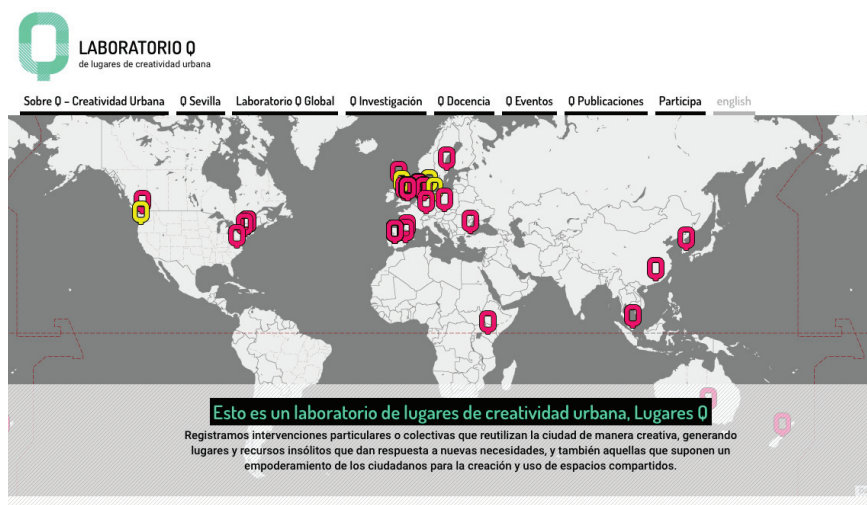 LABORATORIO Q
de lugares de creatividad urbana
Sobre Q – Creatividad Urbana Q Sevilla Laboratorio Q Global Q Investigación Q Docencia Q Eventos Q Publicaciones Participa english
Esto es un laboratorio de lugares de creatividad urbana, Lugares Q
Registramos intervenciones particulares o colectivas que reutilizan la ciudad de manera creativa, generando
lugares y recursos insólitos que dan respuesta a nuevas necesidades, y también aquellas que suponen un
empoderamiento de los ciudadanos para la creación y uso de espacios compartidos.